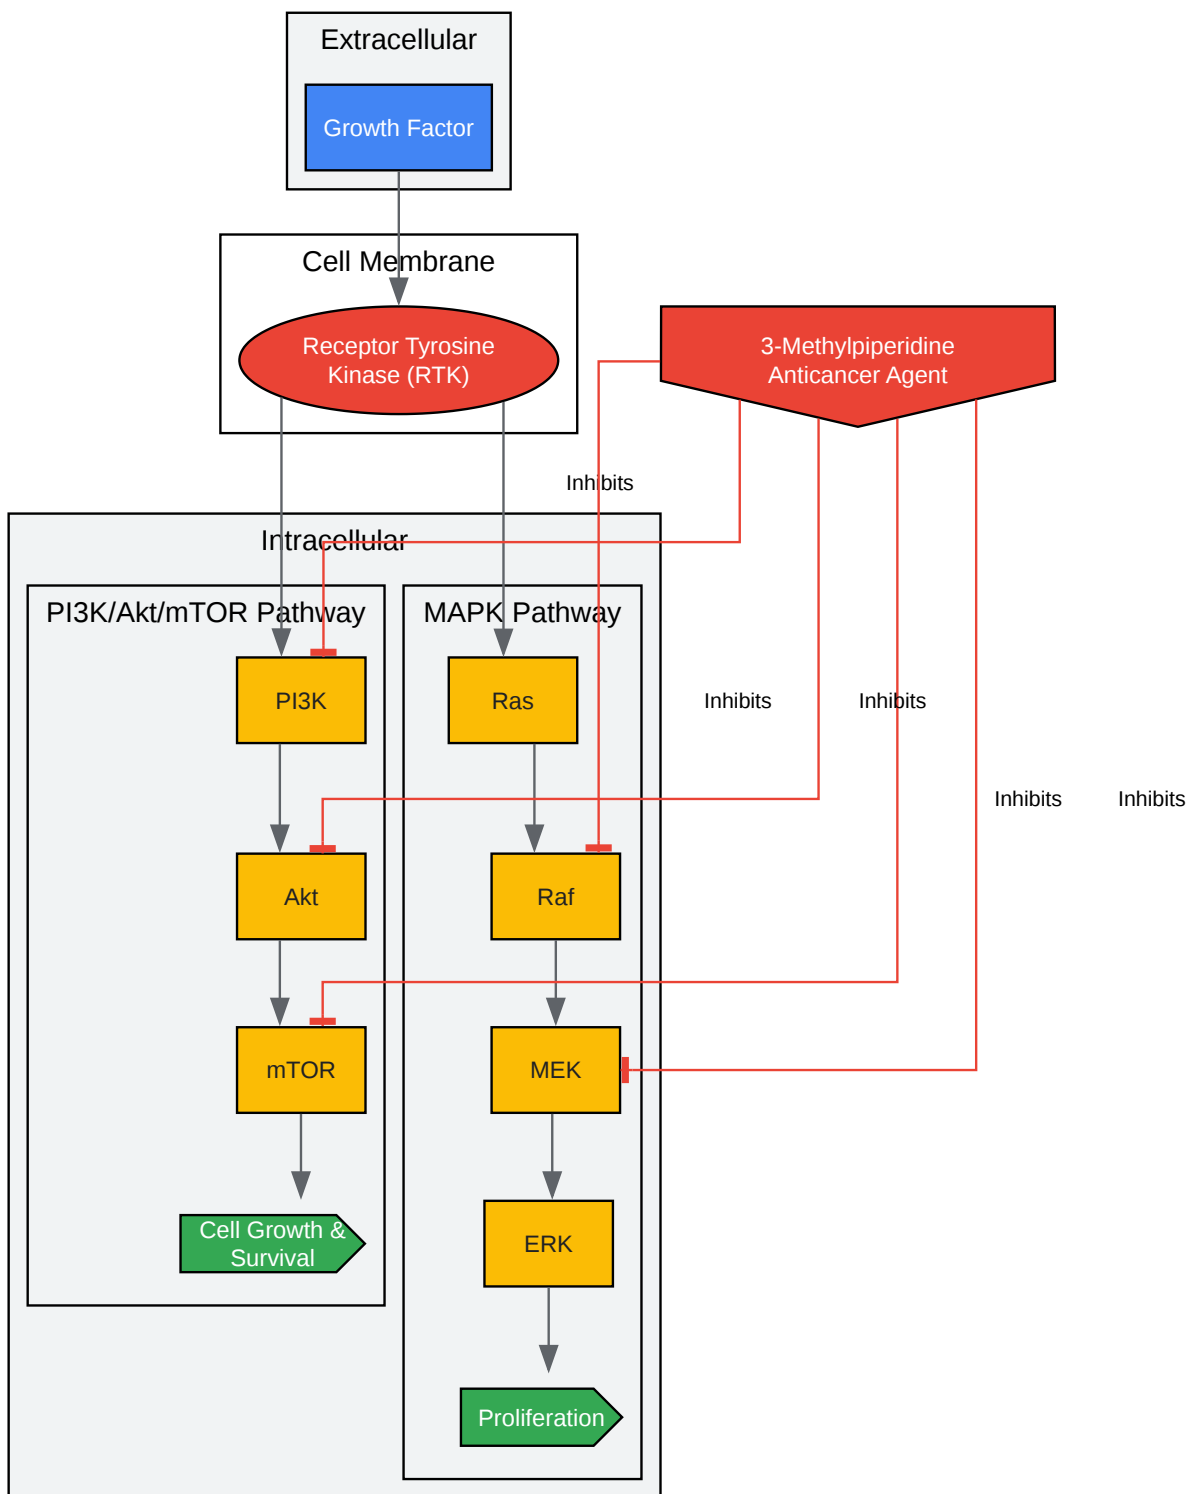 Extracellular
Growth Factor
Cell Membrane
Receptor Tyrosine
Kinase (RTK)
3-Methylpiperidine
Anticancer Agent
Inhibits
Intracellular
PI3K/Akt/mTOR Pathway
MAPK Pathway
PI3K
Ras
Inhibits
Inhibits
Inhibits
Inhibits
Akt
Raf
mTOR
MEK
Cell Growth &
Survival
ERK
Proliferation